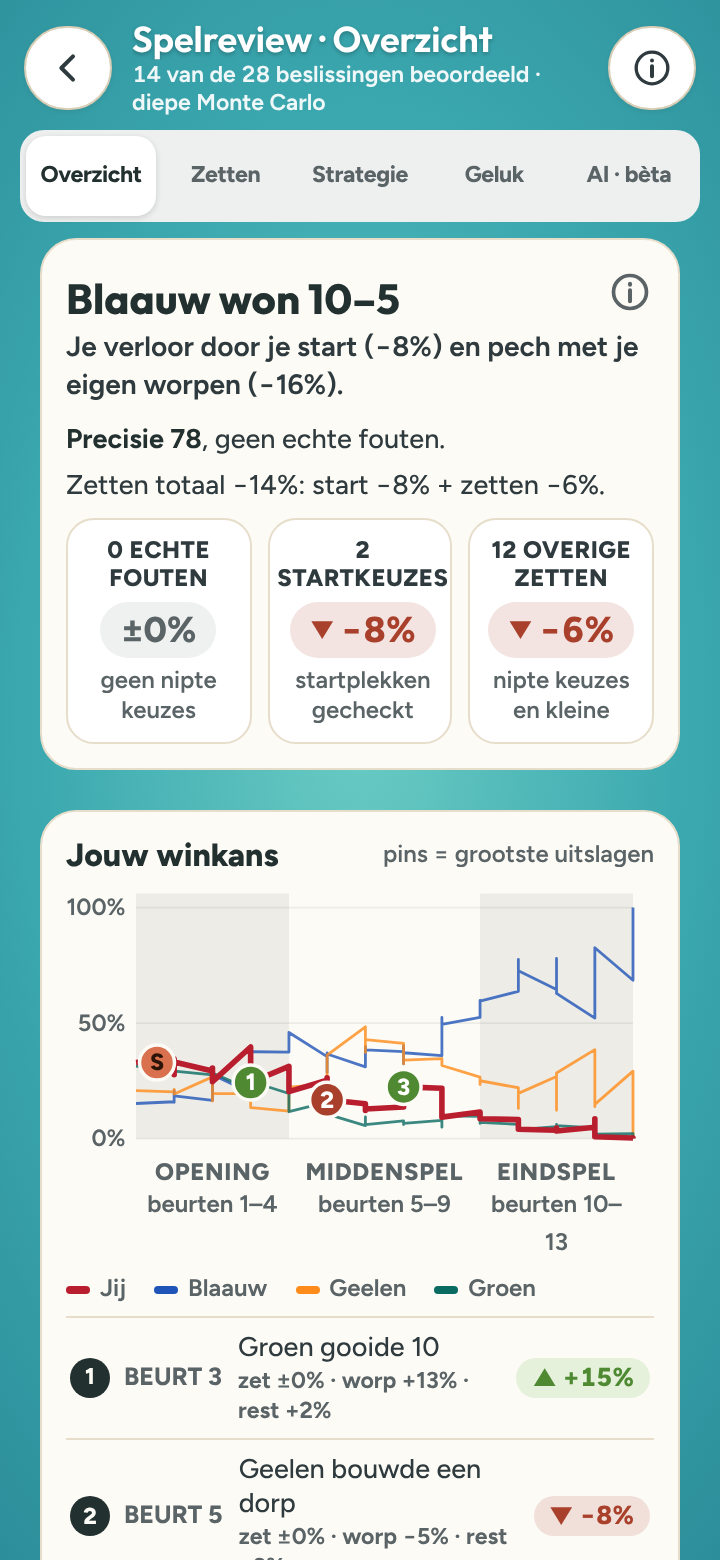 Spelreview · Overzicht
14 van de 28 beslissingen beoordeeld ·
diepe Monte Carlo
Overzicht
Zetten
Strategie
Geluk
AI · bèta
Blaauw won 10–5
Je verloor door je start (−8%) en pech met je
eigen worpen (−16%).
Precisie 78, geen echte fouten.
Zetten totaal −14%: start −8% + zetten −6%.
0 ECHTE
FOUTEN
±0%
geen nipte
keuzes
2
STARTKEUZES
▼ −8%
startplekken
gecheckt
12 OVERIGE
ZETTEN
▼ −6%
nipte keuzes
en kleine
Jouw winkans
pins = grootste uitslagen
100%
50%
0%
S
1
2
3
OPENING
beurten 1–4
MIDDENSPEL
beurten 5–9
EINDSPEL
beurten 10–
13
Jij
Blaauw
Geelen
Groen
1
BEURT 3
Groen gooide 10
zet ±0% · worp +13% ·
rest +2%
▲ +15%
2
BEURT 5
Geelen bouwde een
dorp
zet ±0% · worp −5% · rest
▼ −8%